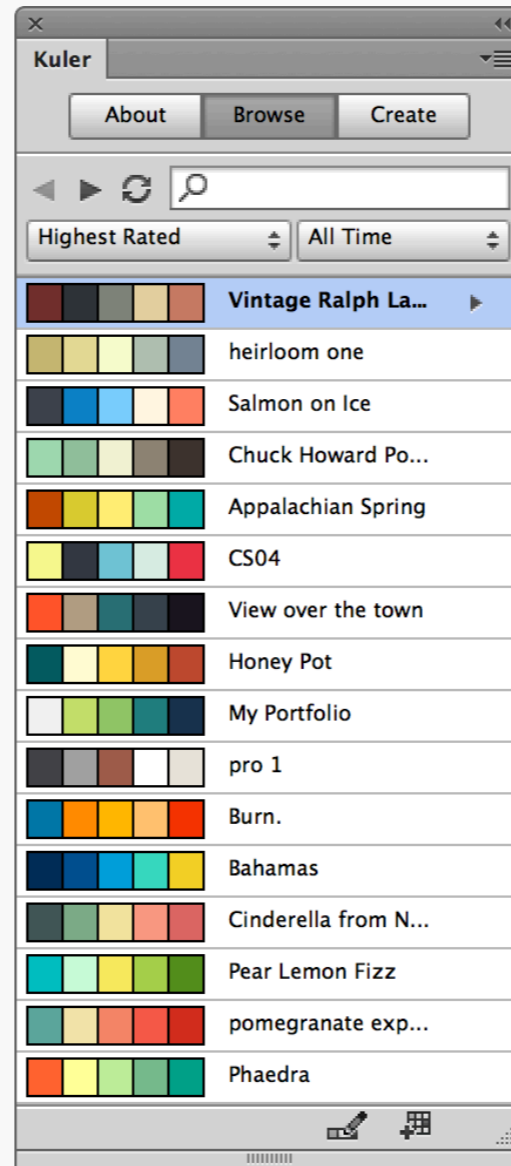 Kuler
About Browse Create
Highest Rated All Time
Vintage Ralph La...
heirloom one
Salmon on Ice
Chuck Howard Po...
Appalachian Spring
CS04
View over the town
Honey Pot
My Portfolio
pro 1
Burn.
Bahamas
Cinderella from N...
Pear Lemon Fizz
pomegranate exp...
Phaedra